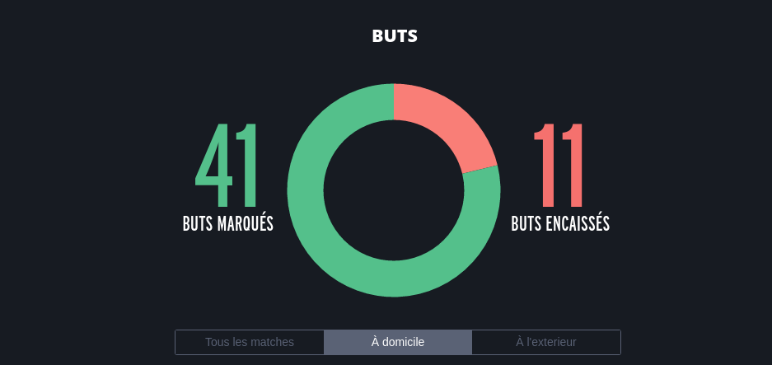 BUTS
41
BUTS MARQUÉS
11
BUTS ENCAISSÉS
Tous les matches
À domicile
À l'exterieur